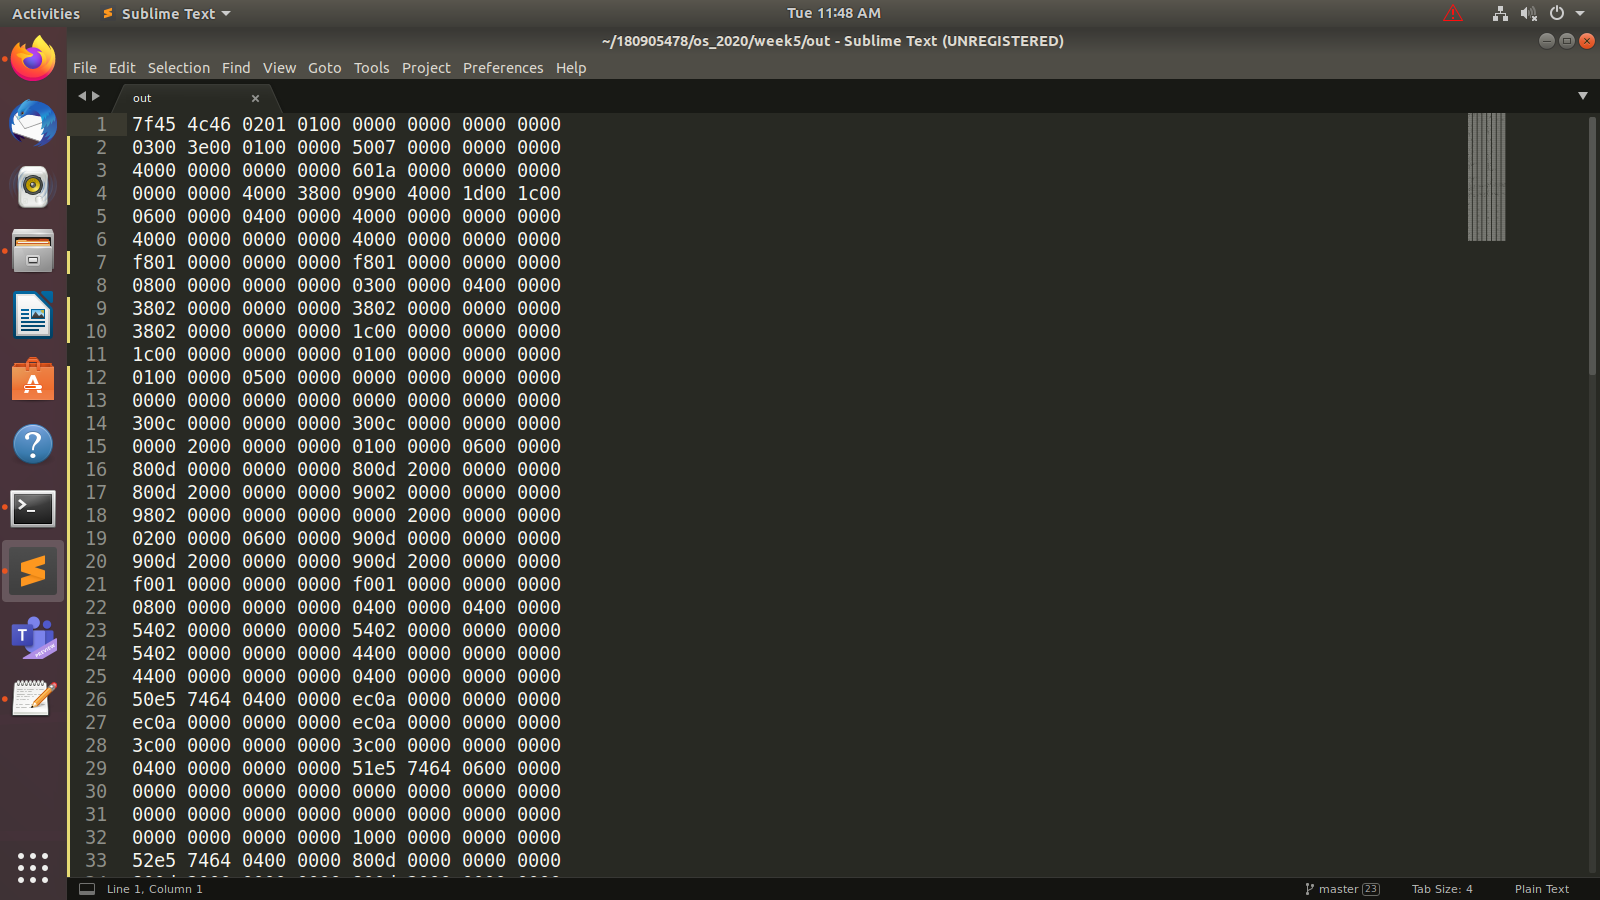 Activities Sublime Text Tue 11:48 AM
~/180905478/os_2020/week5/out - Sublime Text (UNREGISTERED)
File Edit Selection Find View Goto Tools Project Preferences Help
out
1 7f45 4c46 0201 0100 0000 0000 0000 0000
2 0300 3e00 0100 0000 5007 0000 0000 0000
3 4000 0000 0000 0000 601a 0000 0000 0000
4 0000 0000 4000 3800 0900 4000 1d00 1c00
5 0600 0000 0400 0000 4000 0000 0000 0000
6 4000 0000 0000 0000 4000 0000 0000 0000
7 f801 0000 0000 0000 f801 0000 0000 0000
8 0800 0000 0000 0000 0300 0000 0400 0000
9 3802 0000 0000 0000 3802 0000 0000 0000
10 3802 0000 0000 0000 1c00 0000 0000 0000
11 1c00 0000 0000 0000 0100 0000 0000 0000
12 0100 0000 0500 0000 0000 0000 0000 0000
13 0000 0000 0000 0000 0000 0000 0000 0000
14 300c 0000 0000 0000 300c 0000 0000 0000
15 0000 2000 0000 0000 0100 0000 0600 0000
16 800d 0000 0000 0000 800d 2000 0000 0000
17 800d 2000 0000 0000 9002 0000 0000 0000
18 9802 0000 0000 0000 0000 2000 0000 0000
19 0200 0000 0600 0000 900d 0000 0000 0000
20 900d 2000 0000 0000 900d 2000 0000 0000
21 f001 0000 0000 0000 f001 0000 0000 0000
22 0800 0000 0000 0000 0400 0000 0400 0000
23 5402 0000 0000 0000 5402 0000 0000 0000
24 5402 0000 0000 0000 4400 0000 0000 0000
25 4400 0000 0000 0000 0400 0000 0000 0000
26 50e5 7464 0400 0000 ec0a 0000 0000 0000
27 ec0a 0000 0000 0000 ec0a 0000 0000 0000
28 3c00 0000 0000 0000 3c00 0000 0000 0000
29 0400 0000 0000 0000 51e5 7464 0600 0000
30 0000 0000 0000 0000 0000 0000 0000 0000
31 0000 0000 0000 0000 0000 0000 0000 0000
32 0000 0000 0000 0000 1000 0000 0000 0000
33 52e5 7464 0400 0000 800d 0000 0000 0000
Line 1, Column 1 master 23 Tab Size: 4 Plain Text